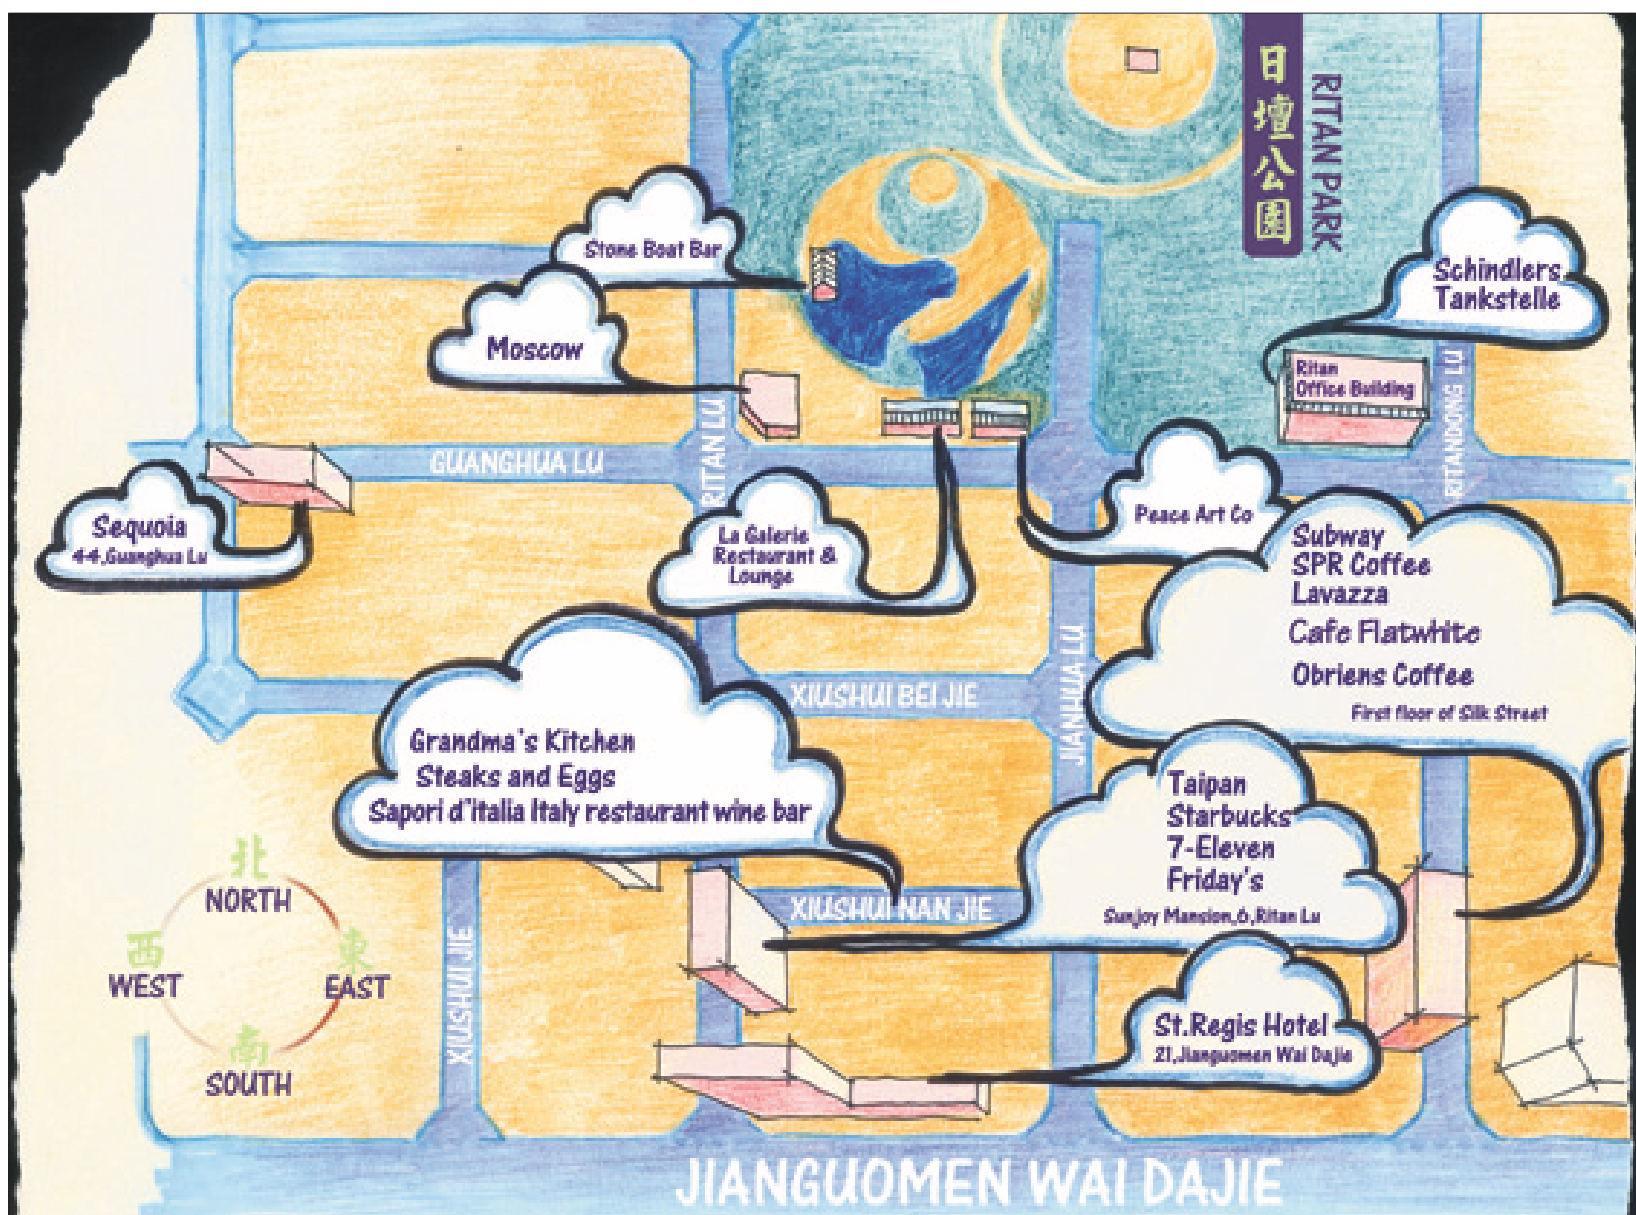 日壇公園
RITAN PARK
Stone Boat Bar
Schindlers
Tankstelle
Moscow
Ritan
Office Building
RITANDONG LU
RITAN LU
GUANGHUA LU
Sequoia
44,Guanghua Lu
La Galerie
Restaurant &
Lounge
Peace Art Co
Subway
SPR Coffee
Lavazza
Cafe Flatwhite
Obriens Coffee
First floor of Silk Street
XIUSHUI BEI JIE
JIANHUA LU
Grandma's Kitchen
Steaks and Eggs
Sapori d'italia Italy restaurant wine bar
Taipan
Starbucks
7-Eleven
Friday's
Sunjoy Mansion,6,Ritan Lu
XIUSHUI NAN JIE
XIUSHUI JIE
北
NORTH
西
WEST
東
EAST
南
SOUTH
St.Regis Hotel
21,Jianguomen Wai Dajie
JIANGUOMEN WAI DAJIE